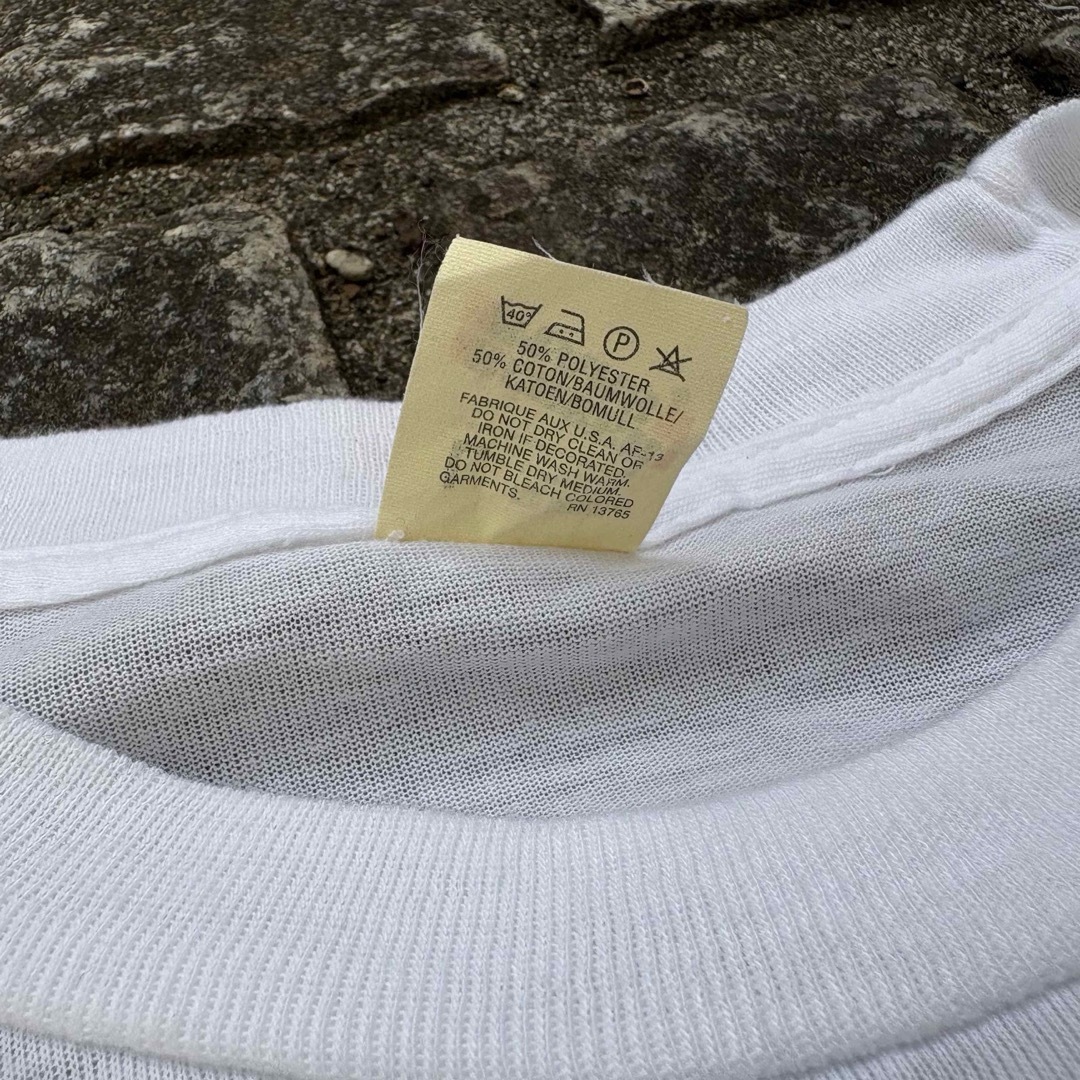 40°
P
50% POLYESTER
50% COTON/BAUMWOLLE/
KATOEN/BOMULL
FABRIQUE AUX U.S.A. AF-13
DO NOT DRY CLEAN OR
IRON IF DECORATED.
MACHINE WASH WARM.
TUMBLE DRY MEDIUM.
DO NOT BLEACH COLORED
GARMENTS.
RN 13765